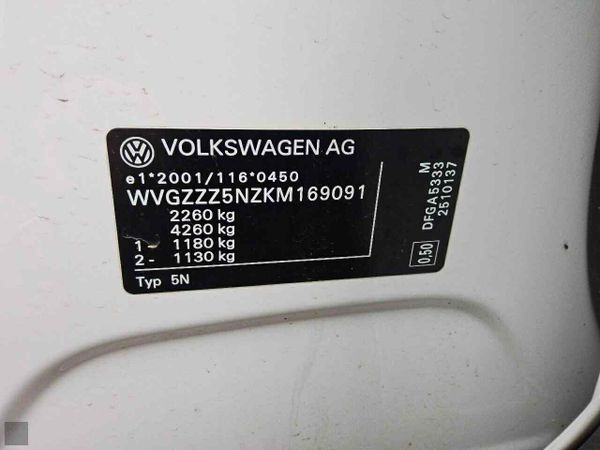 VOLKSWAGEN AG
e1*2001/116*0450
WVGZZZ5NZKM169091
2260 kg
4260 kg
1 - 1180 kg
2 - 1130 kg
Typ 5N
M
DFGA5333
2510137
0,50